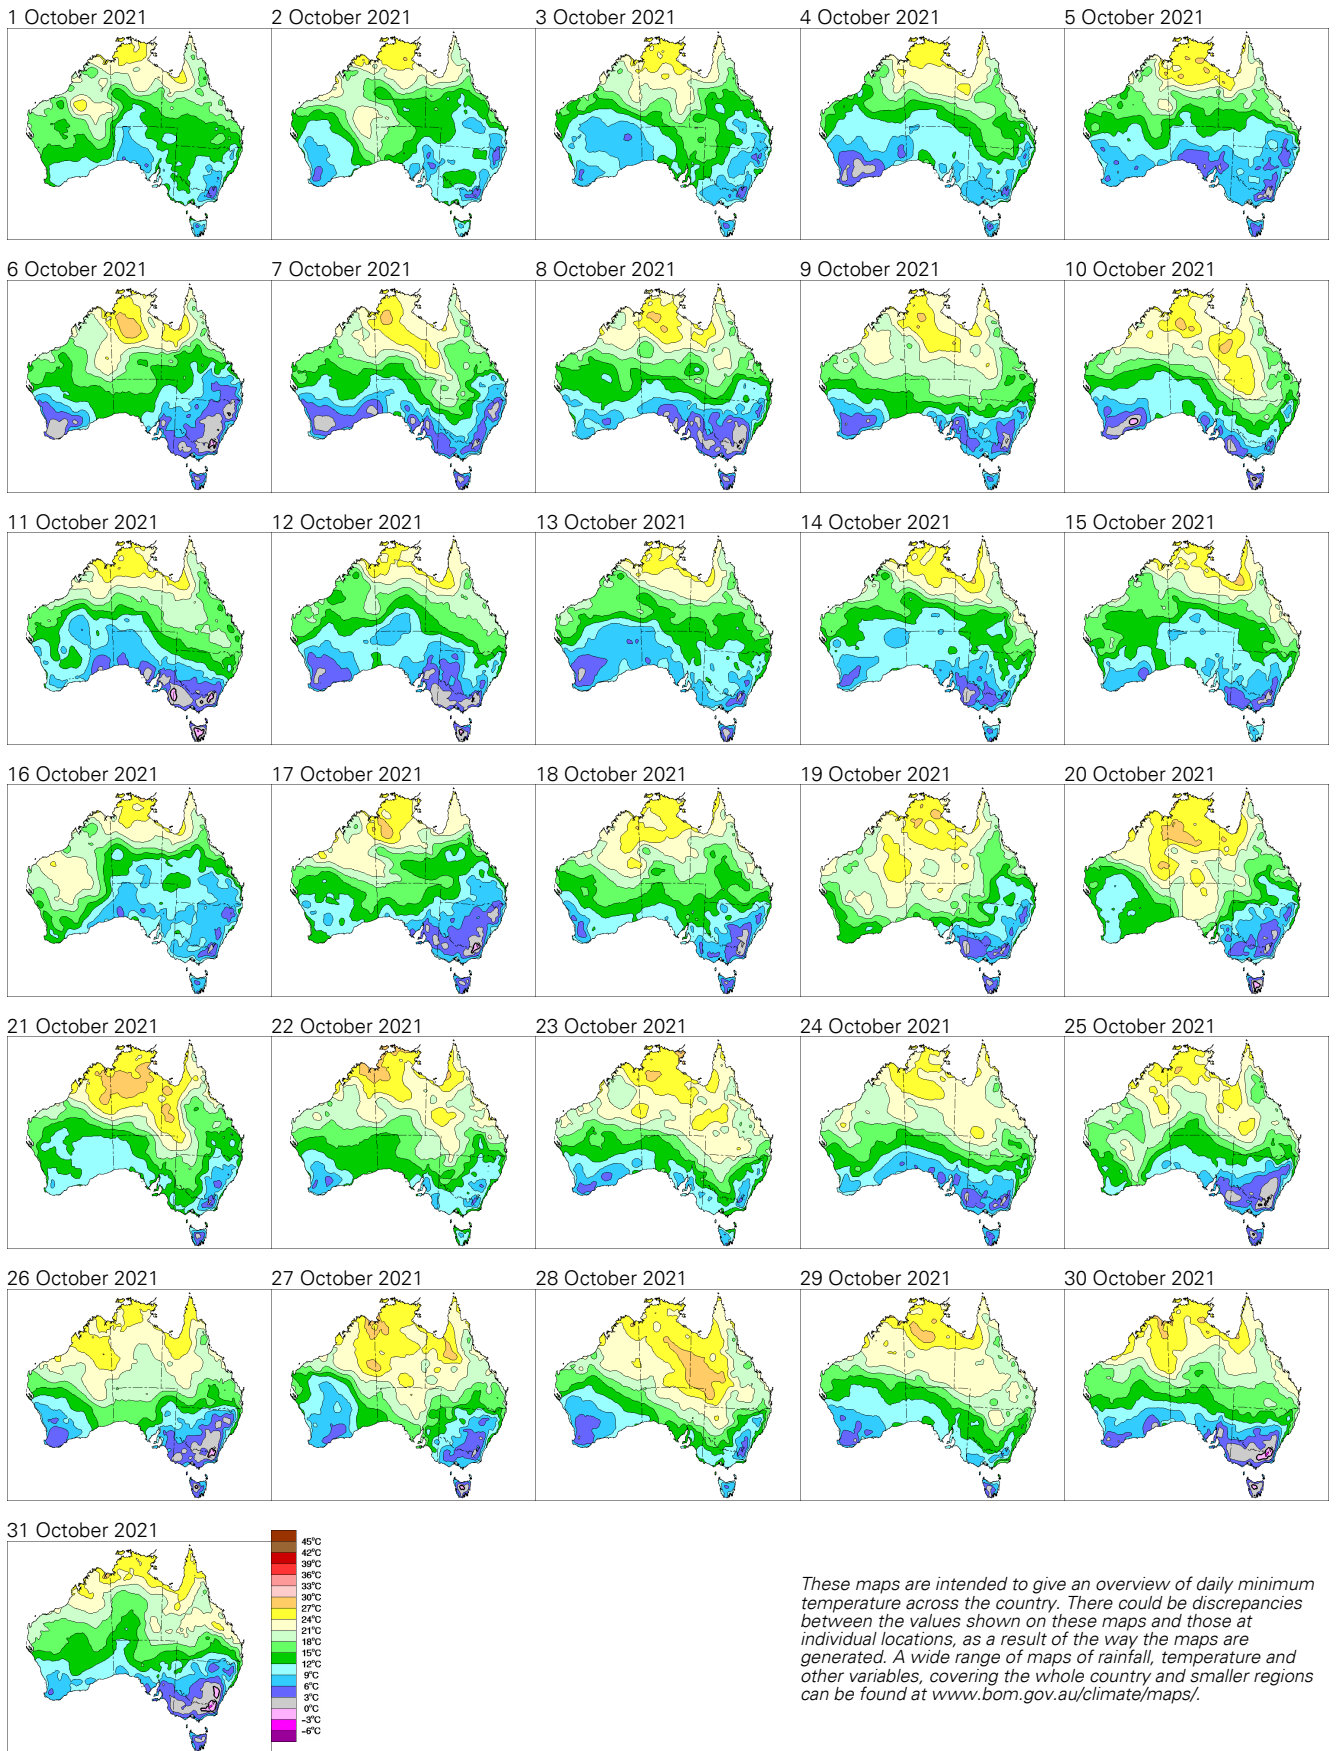 1 October 2021
2 October 2021
3 October 2021
4 October 2021
5 October 2021
6 October 2021
7 October 2021
8 October 2021
9 October 2021
10 October 2021
11 October 2021
12 October 2021
13 October 2021
14 October 2021
15 October 2021
16 October 2021
17 October 2021
18 October 2021
19 October 2021
20 October 2021
21 October 2021
22 October 2021
23 October 2021
24 October 2021
25 October 2021
26 October 2021
27 October 2021
28 October 2021
29 October 2021
30 October 2021
31 October 2021
45°C
42°C
39°C
36°C
33°C
30°C
27°C
24°C
21°C
18°C
15°C
12°C
9°C
6°C
3°C
0°C
-3°C
-6°C
These maps are intended to give an overview of daily minimum
temperature across the country. There could be discrepancies
between the values shown on these maps and those at
individual locations, as a result of the way the maps are
generated. A wide range of maps of rainfall, temperature and
other variables, covering the whole country and smaller regions
can be found at www.bom.gov.au/climate/maps/.